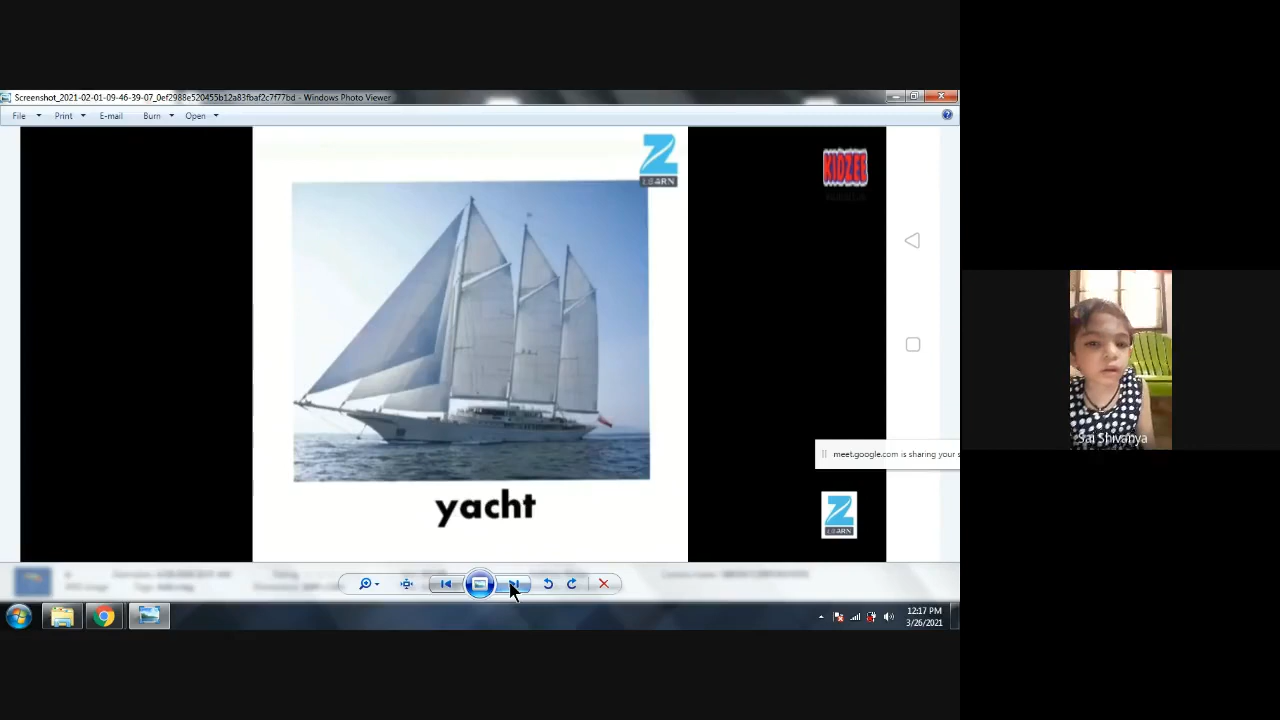 Screenshot_2021-02-01-09-46-39-07_0ef2988e520455b12a83fbaf2c7f77bd - Windows Photo Viewer
File Print E-mail Burn Open
Z
LEARN
KIDZEE
yacht
meet.google.com is sharing your s
Z
LEARN
Sai Shivanya
12:17 PM
3/26/2021